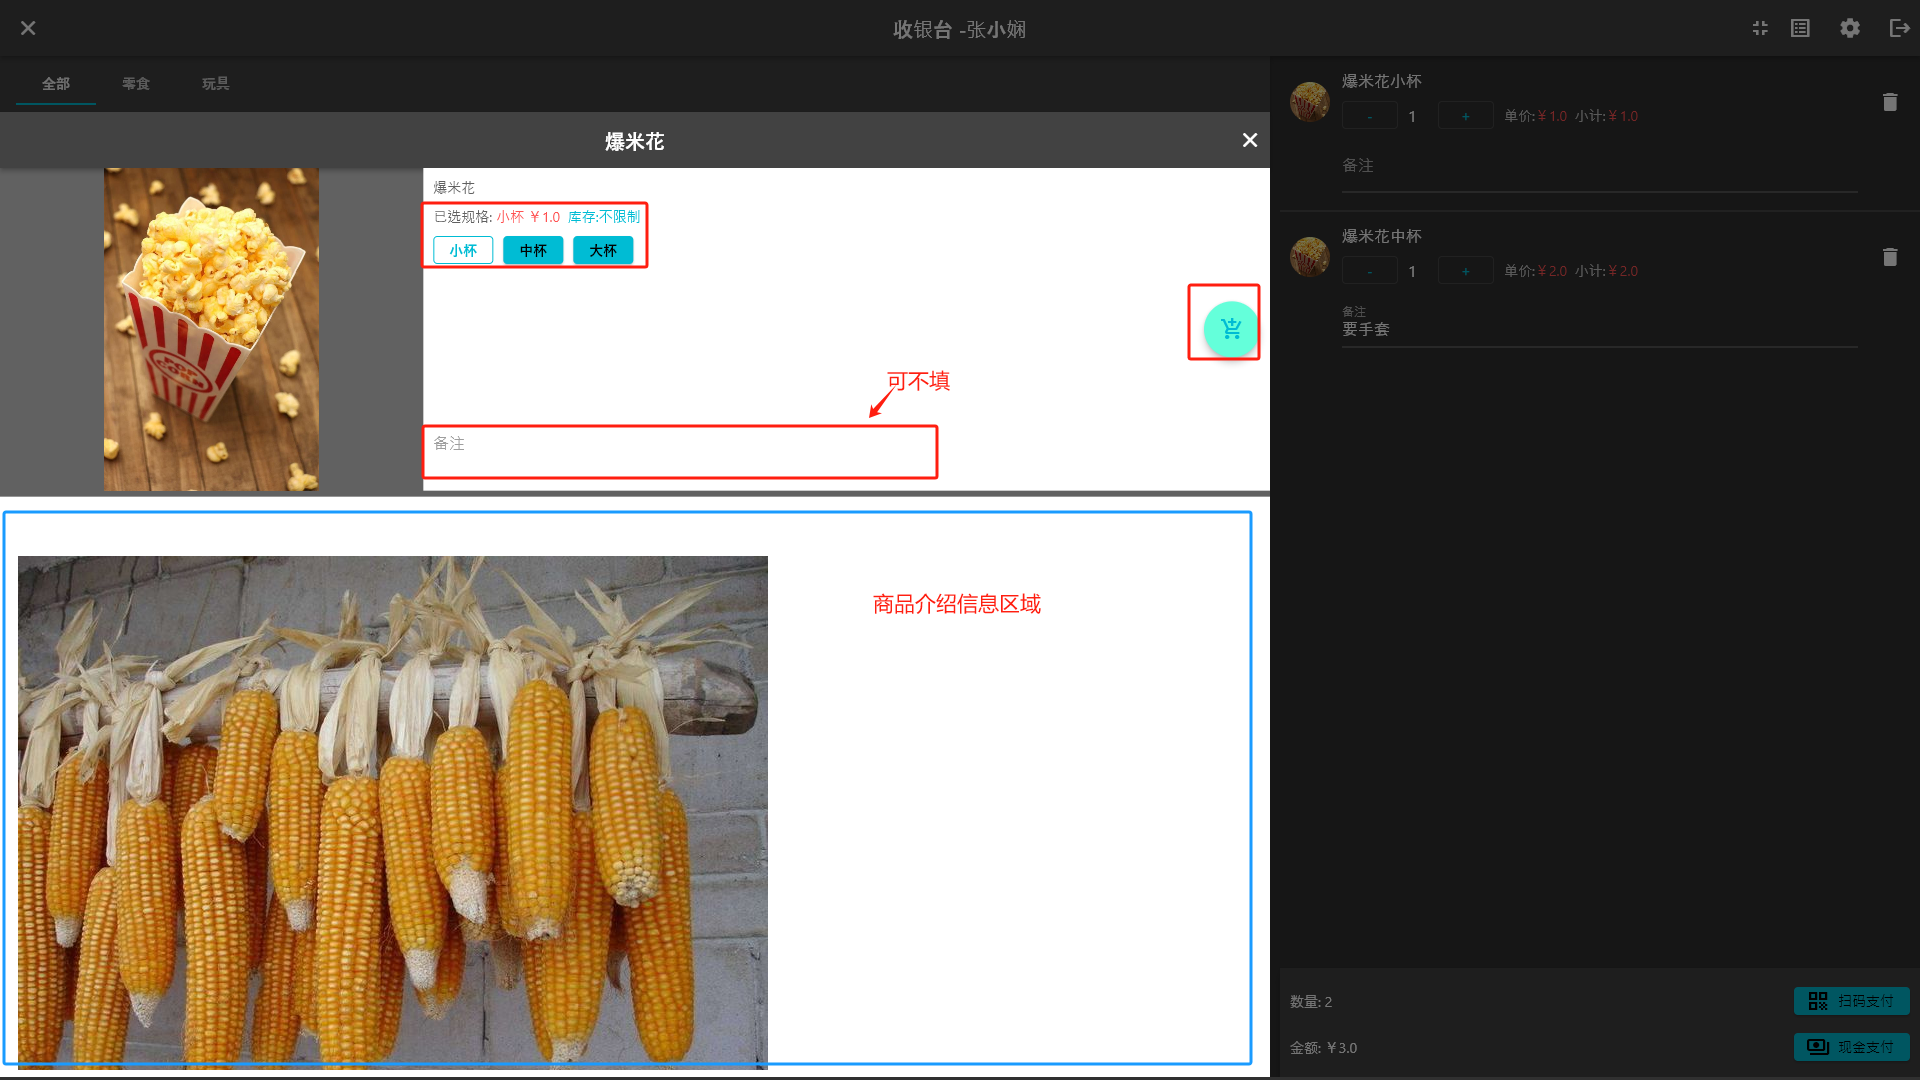 收银台 -张小娴
全部
零食
玩具
爆米花
爆米花
已选规格: 小杯 ￥1.0 库存:不限制
小杯
中杯
大杯
可不填
备注
商品介绍信息区域
POP
CORN
爆米花小杯
-
1
+
单价:￥1.0 小计:￥1.0
备注
爆米花中杯
-
1
+
单价:￥2.0 小计:￥2.0
备注
要手套
数量: 2
扫码支付
金额: ￥3.0
现金支付